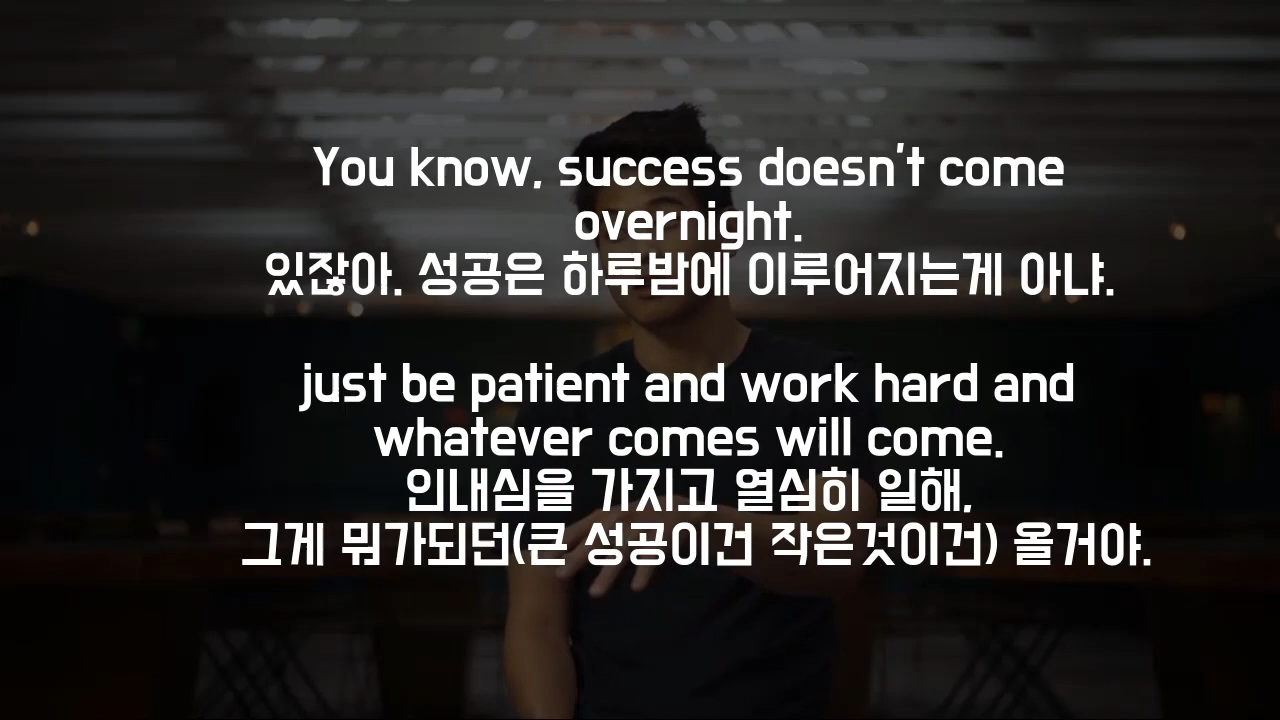 You know, success doesn't come
overnight.
있잖아. 성공은 하루밤에 이루어지는게 아냐.
just be patient and work hard and
whatever comes will come.
인내심을 가지고 열심히 일해,
그게 뭐가되던(큰 성공이건 작은것이건) 올거야.